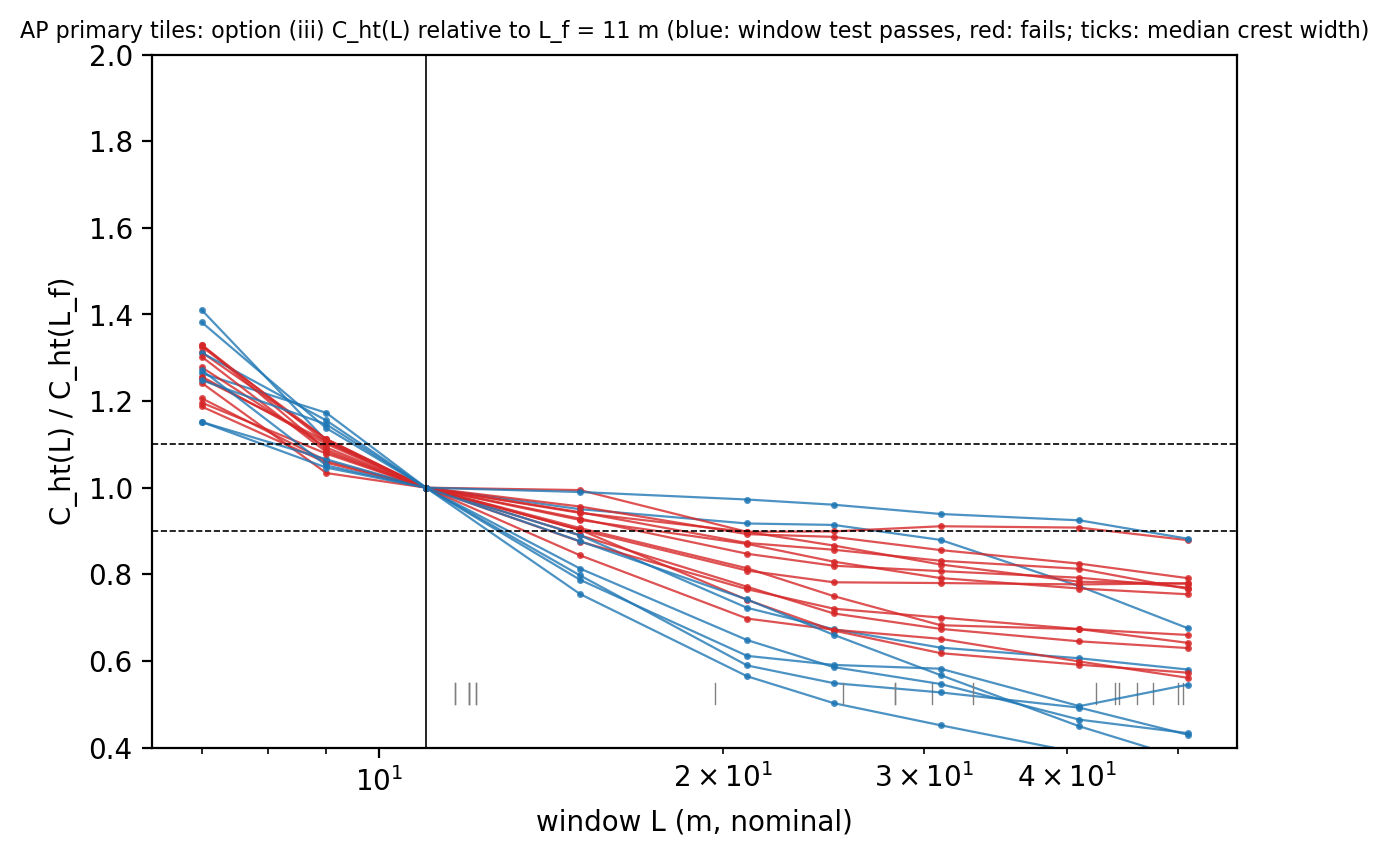 AP primary tiles: option (iii) C_ht(L) relative to L_f = 11 m (blue: window test passes, red: fails; ticks: median crest width)
2.0
1.8
1.6
1.4
1.2
1.0
0.8
0.6
0.4
C_ht(L) / C_ht(L_f)
10¹
2 × 10¹
3 × 10¹
4 × 10¹
window L (m, nominal)